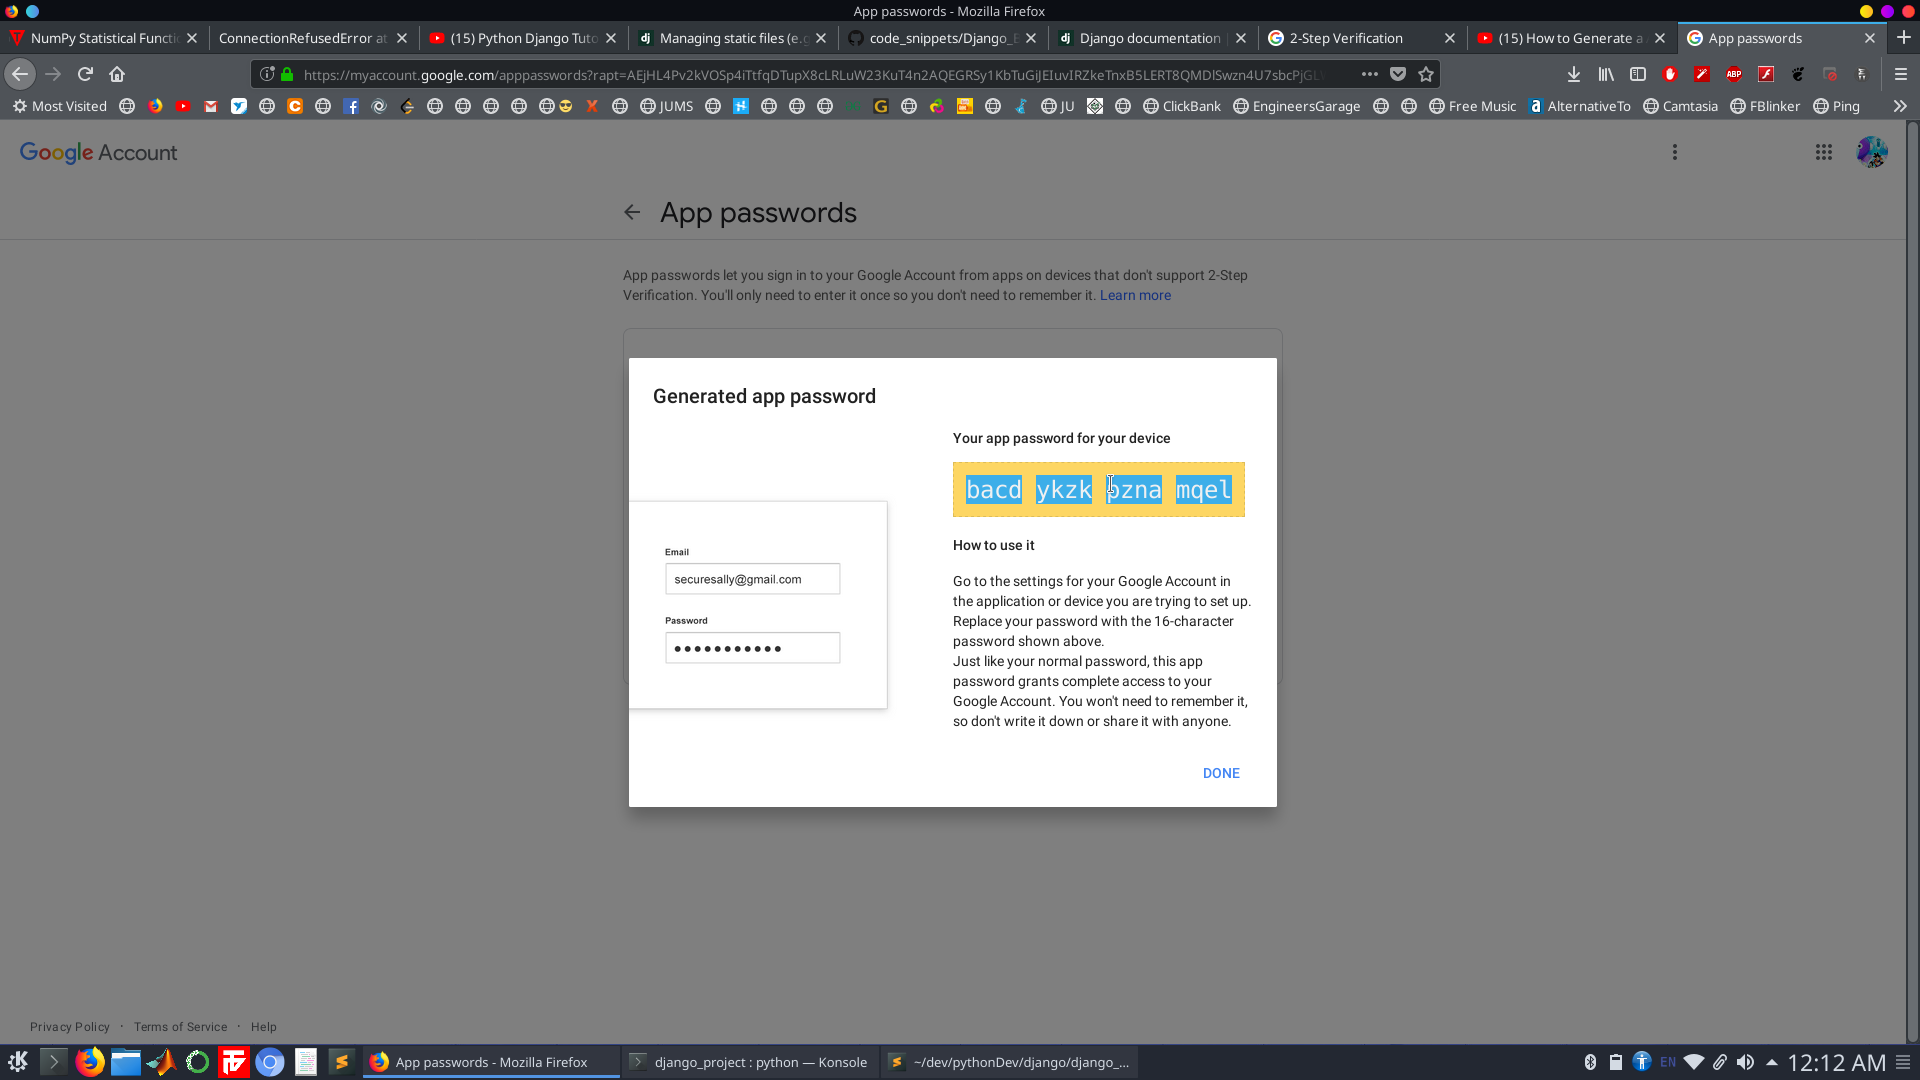 App passwords - Mozilla Firefox
NumPy Statistical Functi
ConnectionRefusedError at
(15) Python Django Tuto
Managing static files (e.g
code_snippets/Django_
Django documentation
2-Step Verification
(15) How to Generate a
App passwords
Most Visited
JUMS
JU
ClickBank
EngineersGarage
Free Music
AlternativeTo
Camtasia
FBlinker
Ping
Google Account
App passwords
App passwords let you sign in to your Google Account from apps on devices that don't support 2-Step
Verification. You'll only need to enter it once so you don't need to remember it. Learn more
Generated app password
Email
securesally@gmail.com
Password
Your app password for your device
bacd ykzk pzna mqel
How to use it
Go to the settings for your Google Account in
the application or device you are trying to set up.
Replace your password with the 16-character
password shown above.
Just like your normal password, this app
password grants complete access to your
Google Account. You won't need to remember it,
so don't write it down or share it with anyone.
DONE
Privacy Policy · Terms of Service · Help
App passwords - Mozilla Firefox
django_project : python — Konsole
~/dev/pythonDev/django/django_...
EN
12:12 AM